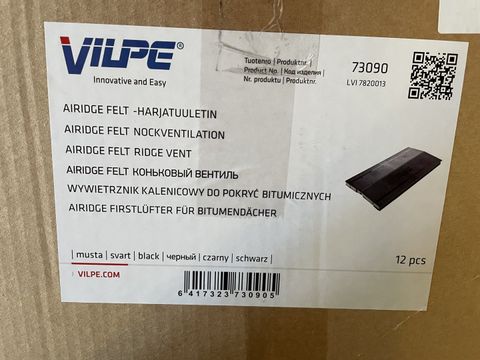 VILPE®
Innovative and Easy
Tuotenro | Produktnr.
Product No. | Код изделия |
Nr. produktu | Produktnr.
73090
LVI 7820013
AIRIDGE FELT -HARJATUULETIN
AIRIDGE FELT NOCKVENTILATION
AIRIDGE FELT RIDGE VENT
AIRIDGE FELT КОНЬКОВЫЙ ВЕНТИЛЬ
WYWIETRZNIK KALENICOWY DO POKRYĆ BITUMICZNYCH
AIRIDGE FIRSTLÜFTER FÜR BITUMENDÄCHER
| musta | svart | black | черный | czarny | schwarz |
12 pcs
| VILPE.COM
6 417323 730905